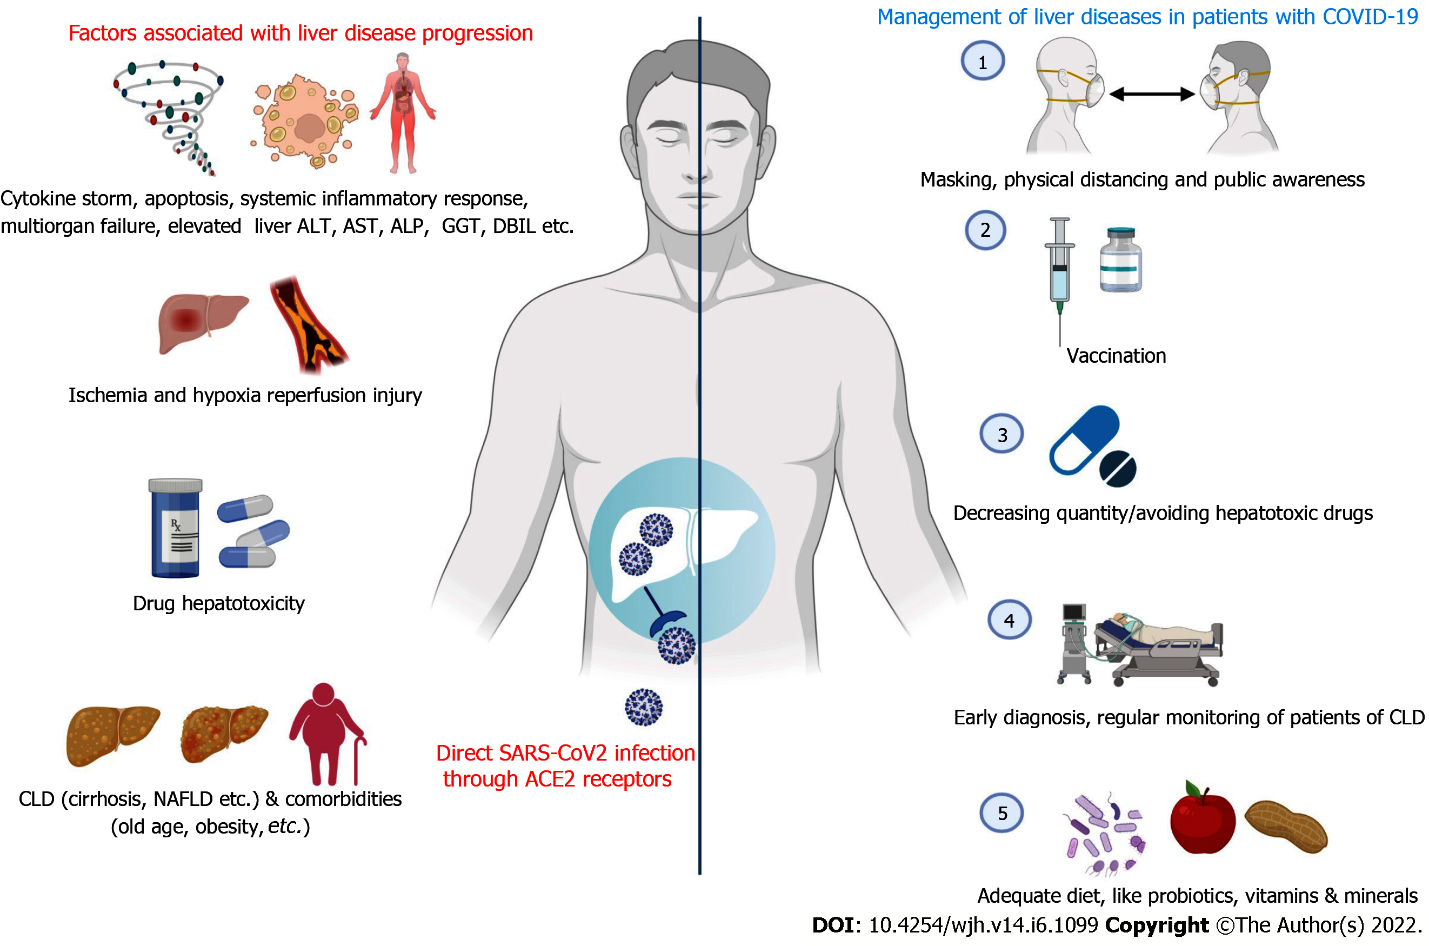 Factors associated with liver disease progression
Cytokine storm, apoptosis, systemic inflammatory response,
multiorgan failure, elevated liver ALT, AST, ALP, GGT, DBIL etc.
Ischemia and hypoxia reperfusion injury
Rx
Drug hepatotoxicity
CLD (cirrhosis, NAFLD etc.) & comorbidities
(old age, obesity, etc.)
Direct SARS-CoV2 infection
through ACE2 receptors
Management of liver diseases in patients with COVID-19
1
Masking, physical distancing and public awareness
2
Vaccination
3
Decreasing quantity/avoiding hepatotoxic drugs
4
Early diagnosis, regular monitoring of patients of CLD
5
Adequate diet, like probiotics, vitamins & minerals
DOI: 10.4254/wjh.v14.i6.1099 Copyright ©The Author(s) 2022.